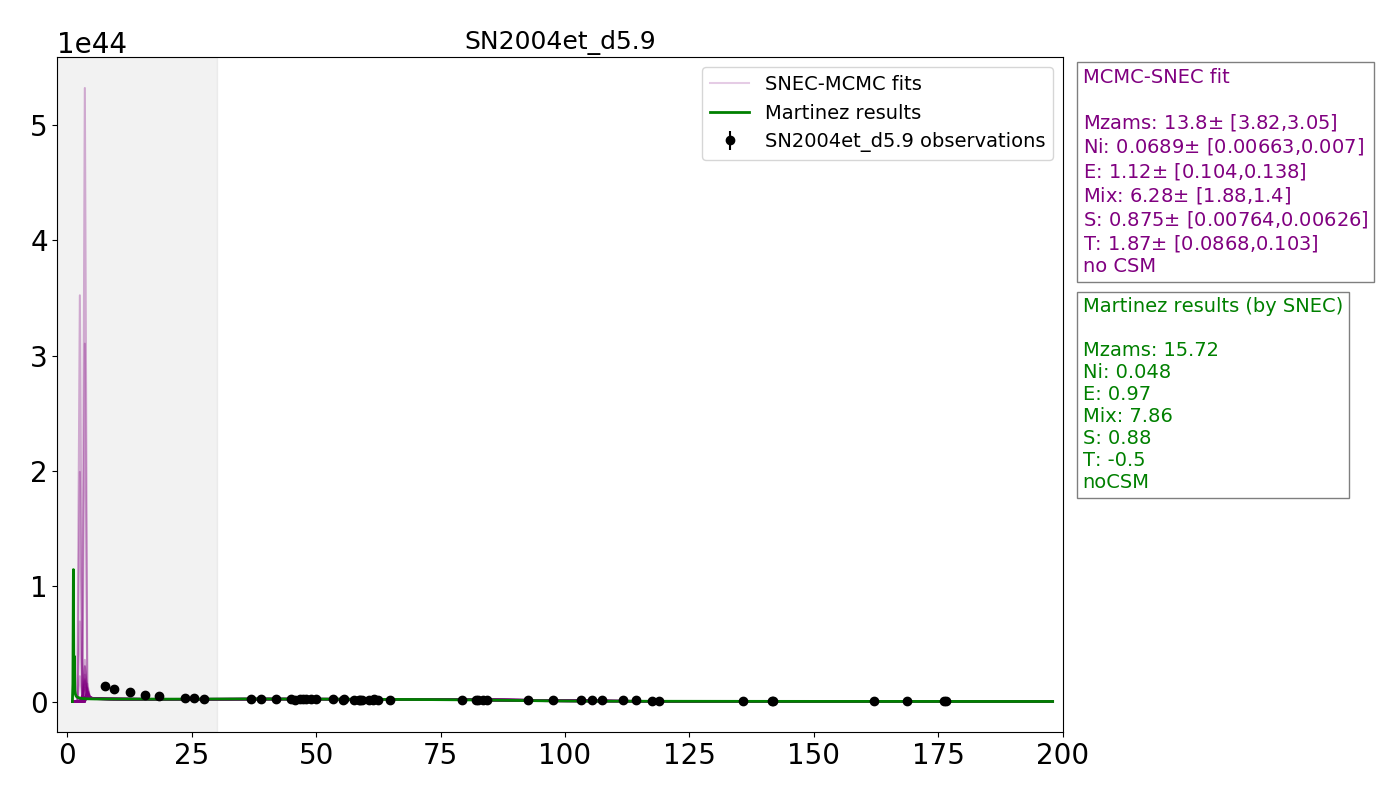 SN2004et_d5.9
1e44
SNEC-MCMC fits
Martinez results
SN2004et_d5.9 observations
5
4
3
2
1
0
0 25 50 75 100 125 150 175 200
MCMC-SNEC fit
Mzams: 13.8± [3.82,3.05]
Ni: 0.0689± [0.00663,0.007]
E: 1.12± [0.104,0.138]
Mix: 6.28± [1.88,1.4]
S: 0.875± [0.00764,0.00626]
T: 1.87± [0.0868,0.103]
no CSM
Martinez results (by SNEC)
Mzams: 15.72
Ni: 0.048
E: 0.97
Mix: 7.86
S: 0.88
T: -0.5
noCSM